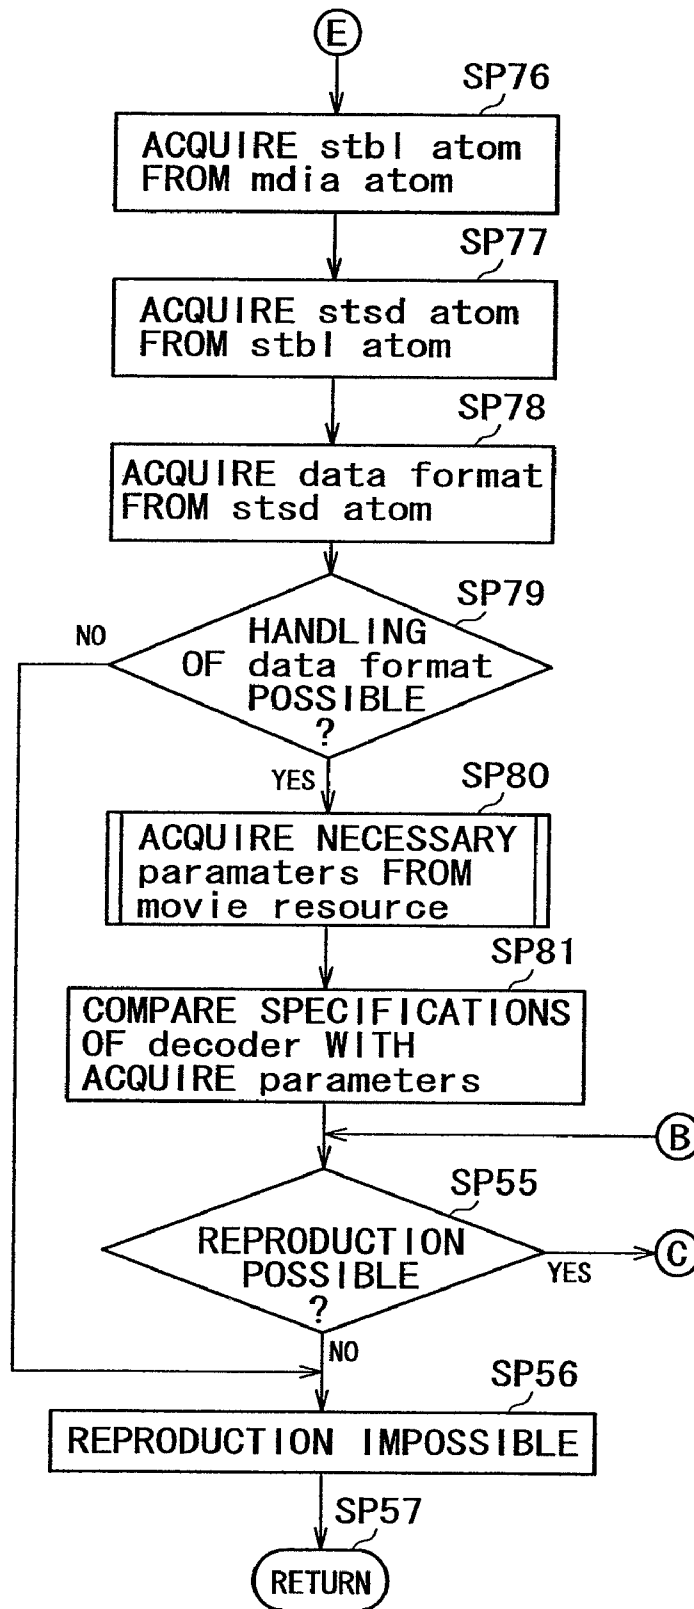 E
SP76
ACQUIRE stbl atom
FROM mdia atom
SP77
ACQUIRE stsd atom
FROM stbl atom
SP78
ACQUIRE data format
FROM stsd atom
SP79
NO
HANDLING
OF data format
POSSIBLE
?
YES
SP80
ACQUIRE NECESSARY
paramaters FROM
movie resource
SP81
COMPARE SPECIFICATIONS
OF decoder WITH
ACQUIRE parameters
B
SP55
REPRODUCTION
POSSIBLE
?
YES
C
NO
SP56
REPRODUCTION IMPOSSIBLE
SP57
RETURN